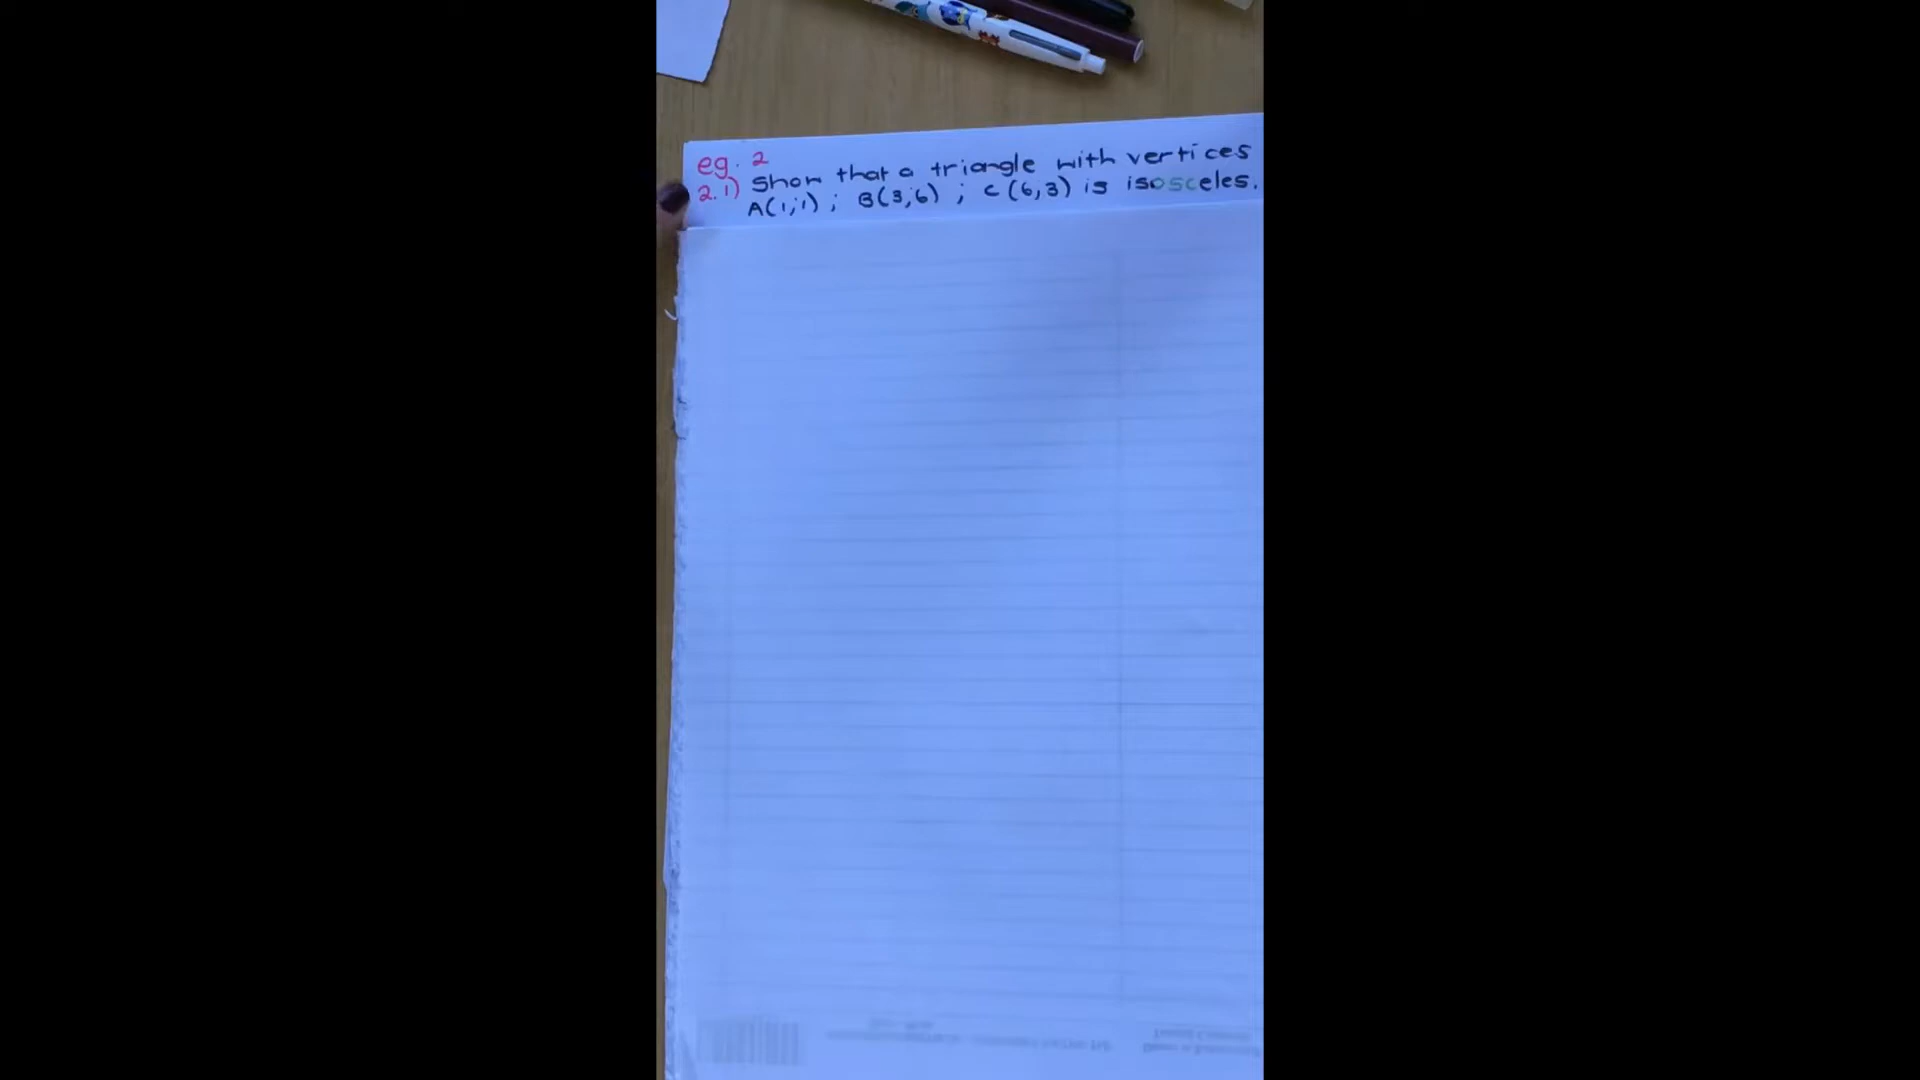 eg. 2
2.1) Show that a triangle with vertices
A(1;1) ; B(3;6) ; C(6,3) is isosceles.